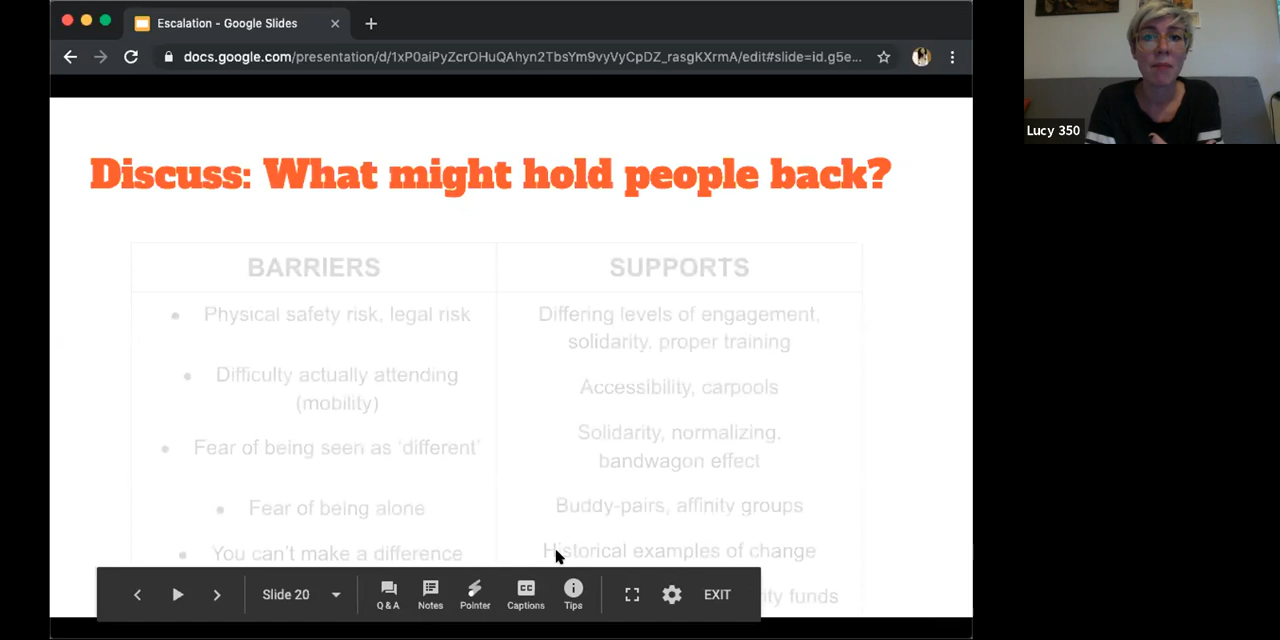 Escalation - Google Slides
docs.google.com/presentation/d/1xP0aiPyZcrOHuQAhyn2TbsYm9vyVyCpDZ_rasgKXrmA/edit#slide=id.g5e...
Lucy 350
Discuss: What might hold people back?
BARRIERS
SUPPORTS
Physical safety risk, legal risk
Differing levels of engagement,
solidarity, proper training
Difficulty actually attending
(mobility)
Accessibility, carpools
Fear of being seen as ‘different’
Solidarity, normalizing.
bandwagon effect
Fear of being alone
Buddy-pairs, affinity groups
You can’t make a difference
Historical examples of change
funds
Slide 20
Q & A
Notes
Pointer
CC
Captions
Tips
EXIT